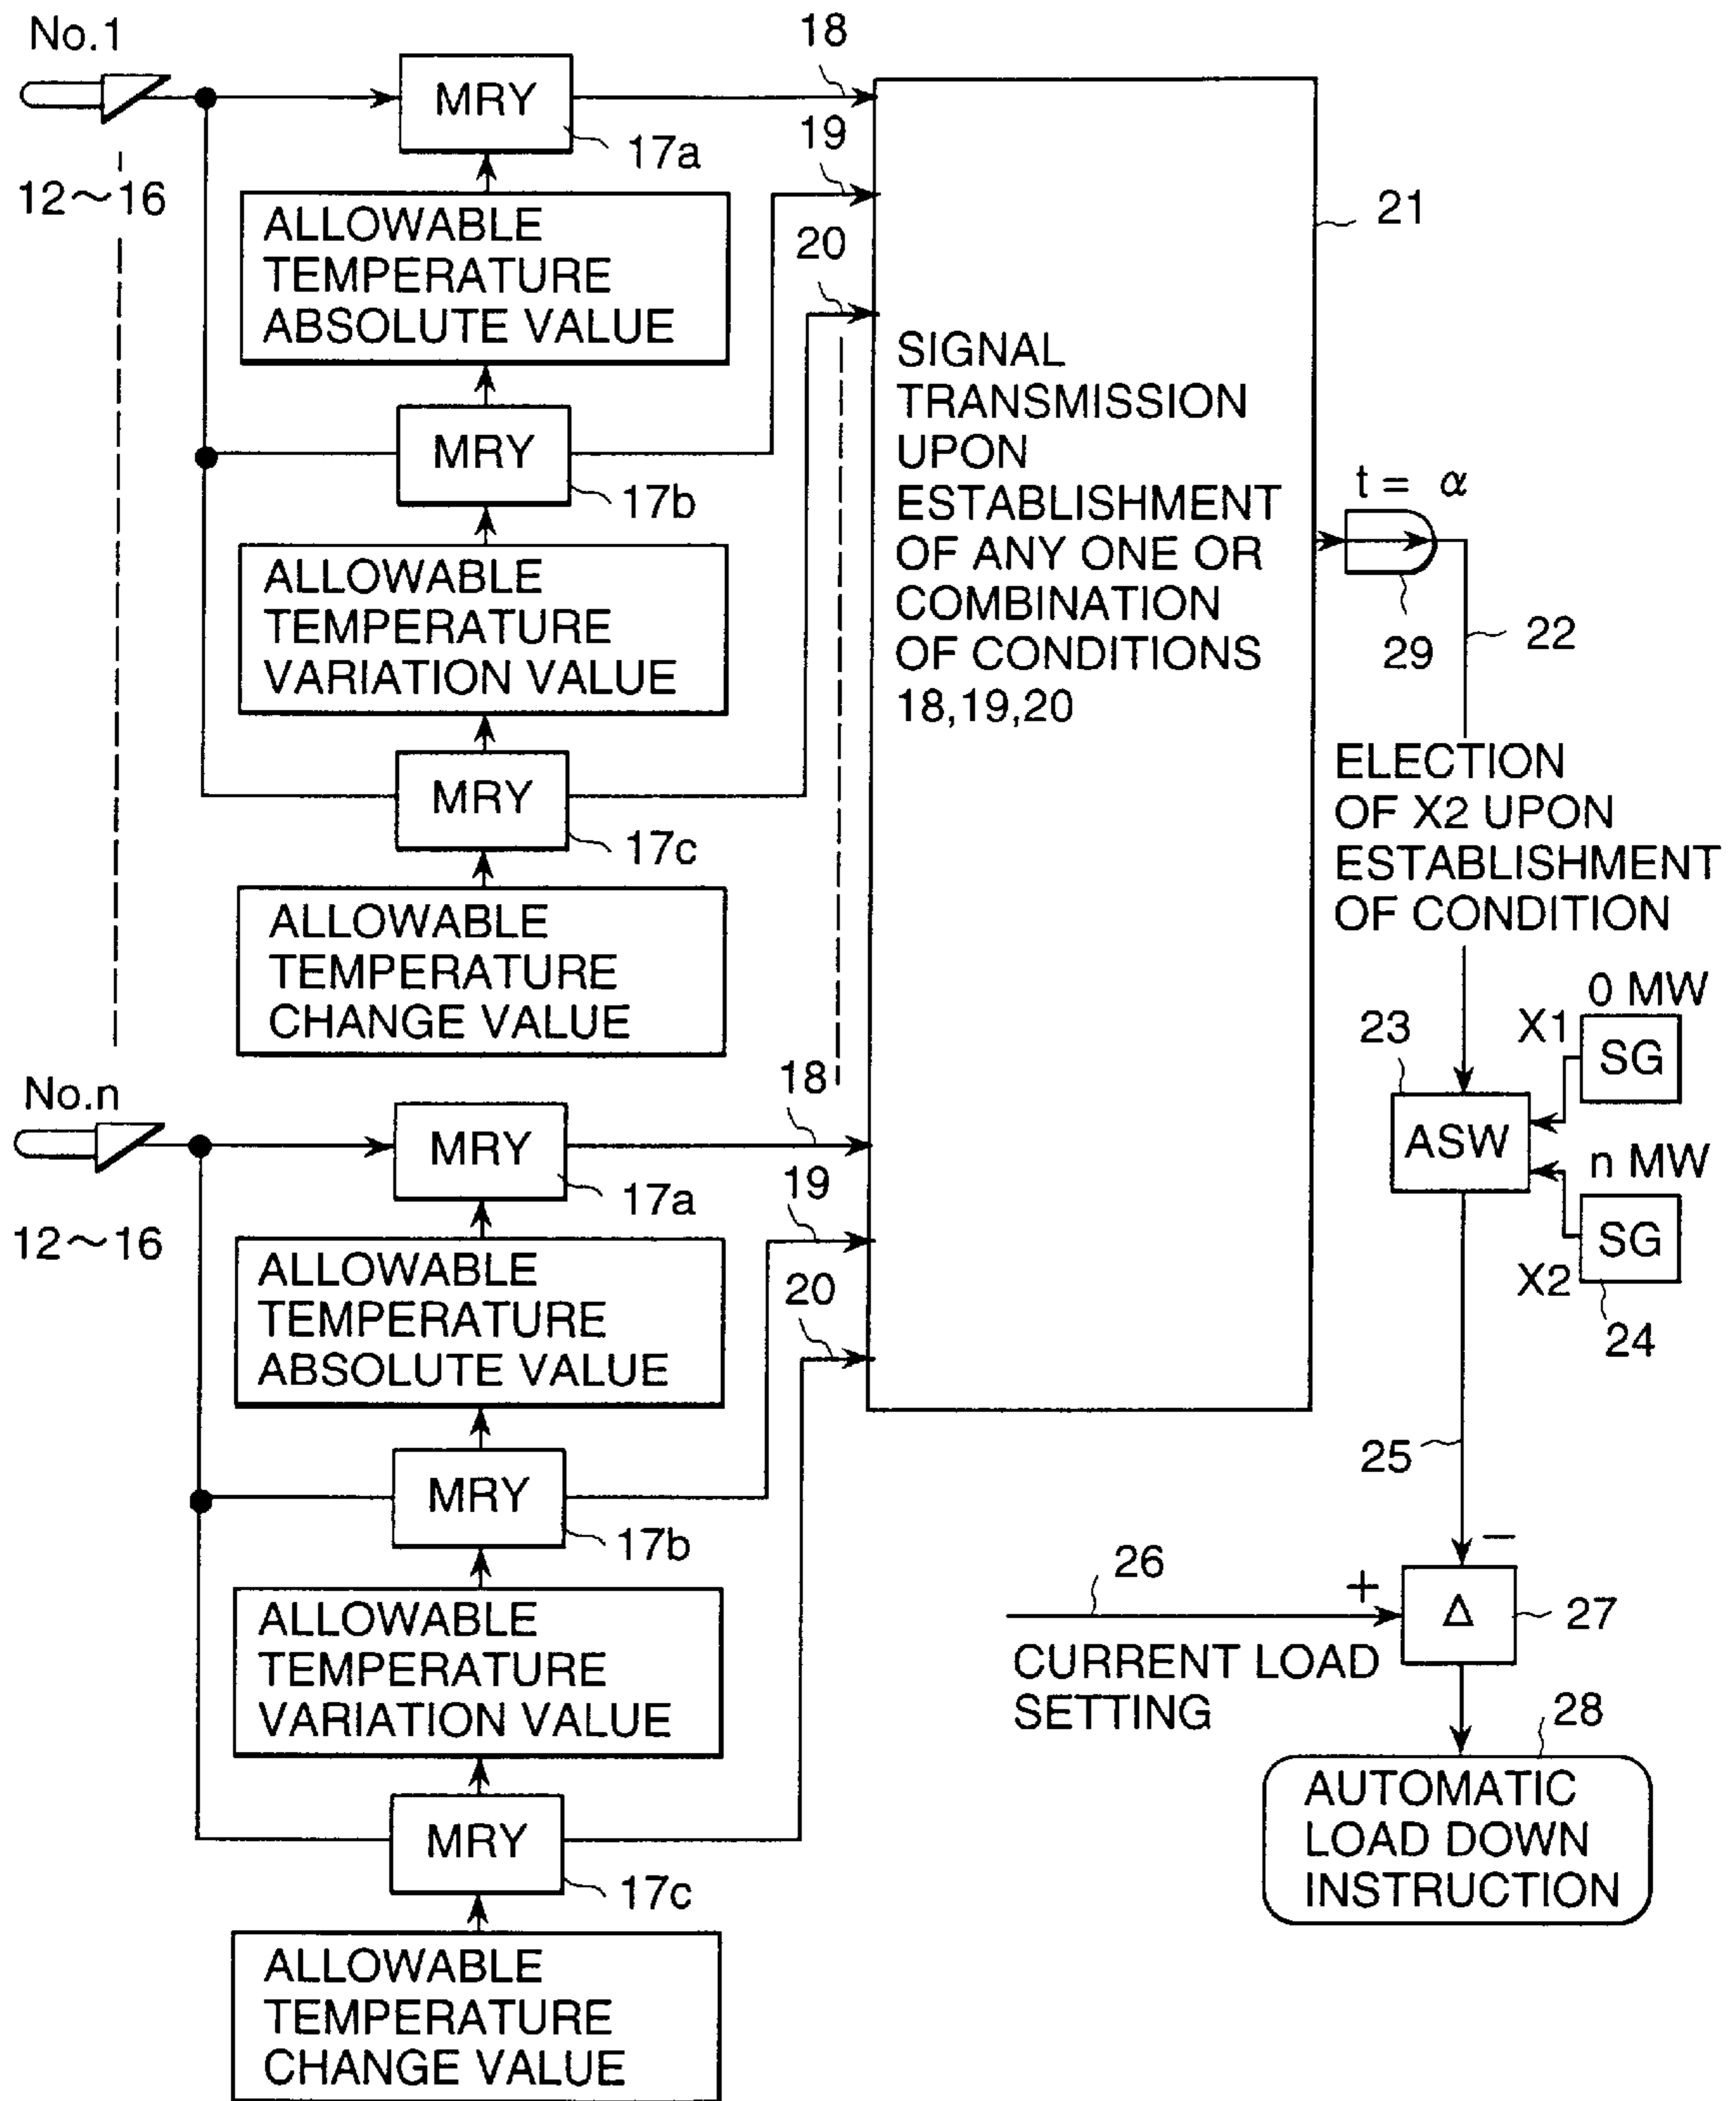 No.1
12～16
MRY
17a
ALLOWABLE
TEMPERATURE
ABSOLUTE VALUE
MRY
17b
ALLOWABLE
TEMPERATURE
VARIATION VALUE
MRY
17c
ALLOWABLE
TEMPERATURE
CHANGE VALUE
18
19
20
No.n
12～16
MRY
17a
ALLOWABLE
TEMPERATURE
ABSOLUTE VALUE
MRY
17b
ALLOWABLE
TEMPERATURE
VARIATION VALUE
MRY
17c
ALLOWABLE
TEMPERATURE
CHANGE VALUE
18
19
20
SIGNAL
TRANSMISSION
UPON
ESTABLISHMENT
OF ANY ONE OR
COMBINATION
OF CONDITIONS
18,19,20
21
t = α
29
22
ELECTION
OF X2 UPON
ESTABLISHMENT
OF CONDITION
23
ASW
X1
0 MW
SG
n MW
SG
X2
24
25
−
26
+
Δ
27
CURRENT LOAD
SETTING
28
AUTOMATIC
LOAD DOWN
INSTRUCTION